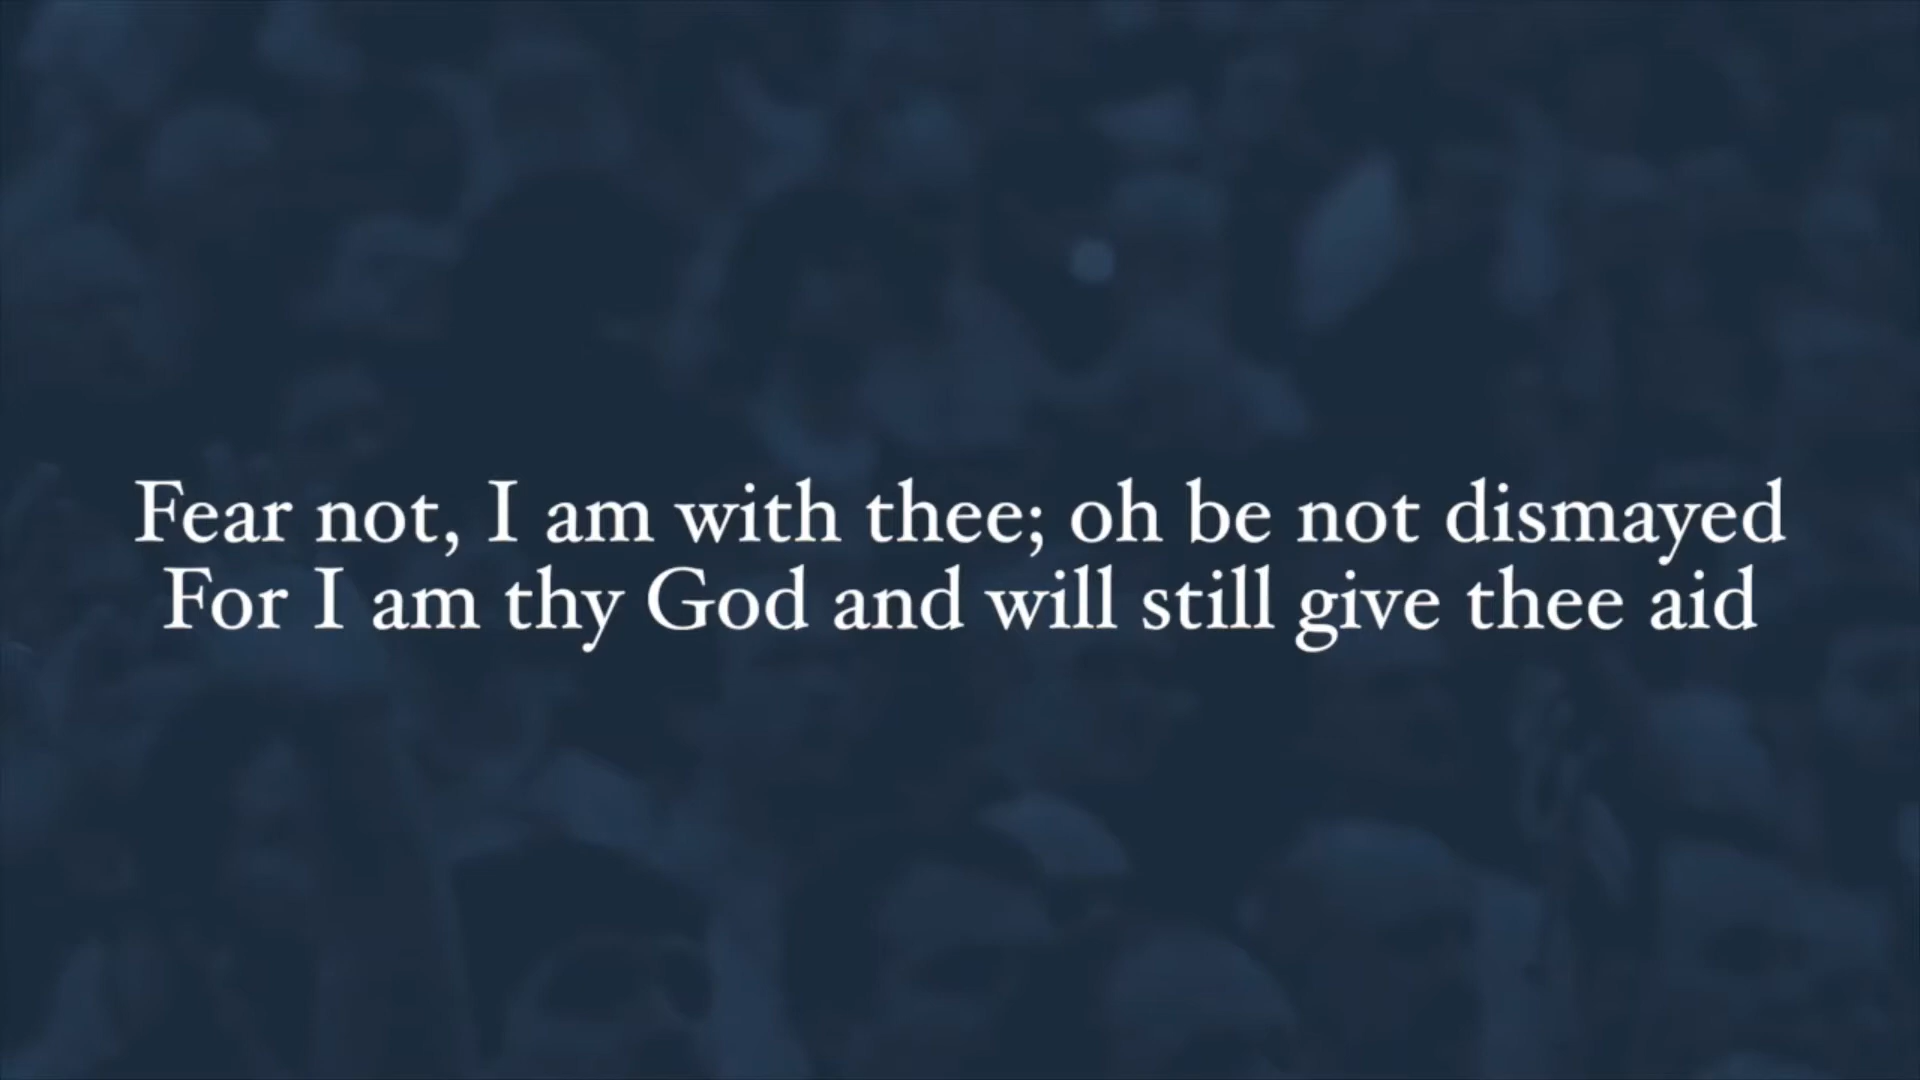 Fear not, I am with thee; oh be not dismayed
For I am thy God and will still give thee aid